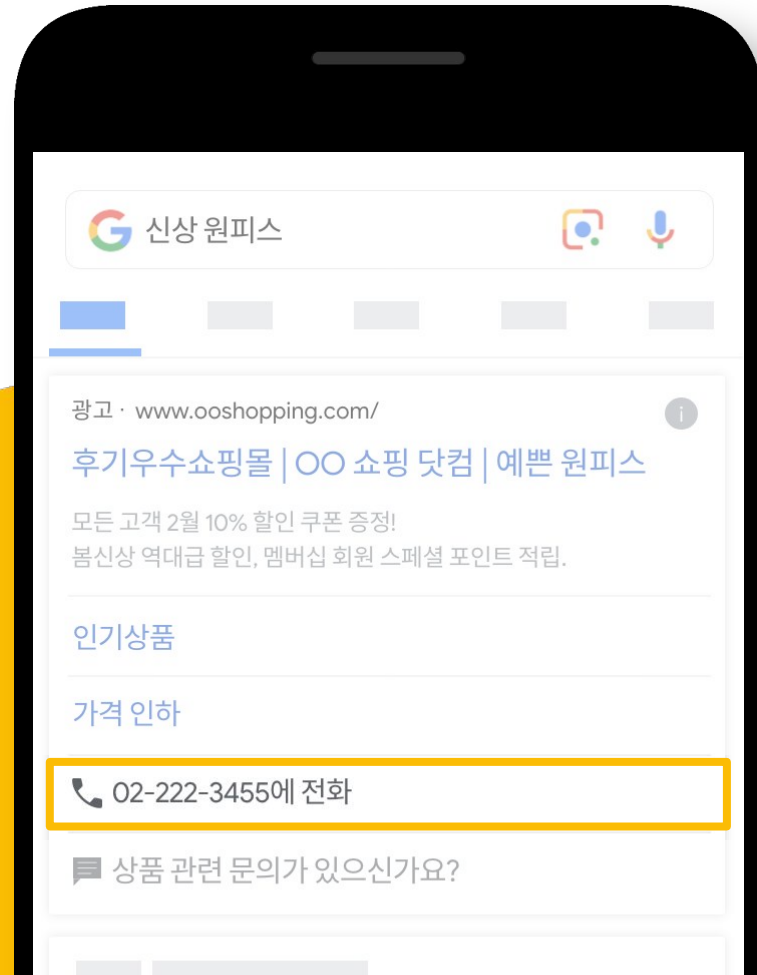 신상 원피스
광고 · www.ooshopping.com/
후기우수쇼핑몰 | OO 쇼핑 닷컴 | 예쁜 원피스
모든 고객 2월 10% 할인 쿠폰 증정!
봄신상 역대급 할인, 멤버십 회원 스페셜 포인트 적립.
인기상품
가격 인하
02-222-3455에 전화
상품 관련 문의가 있으신가요?